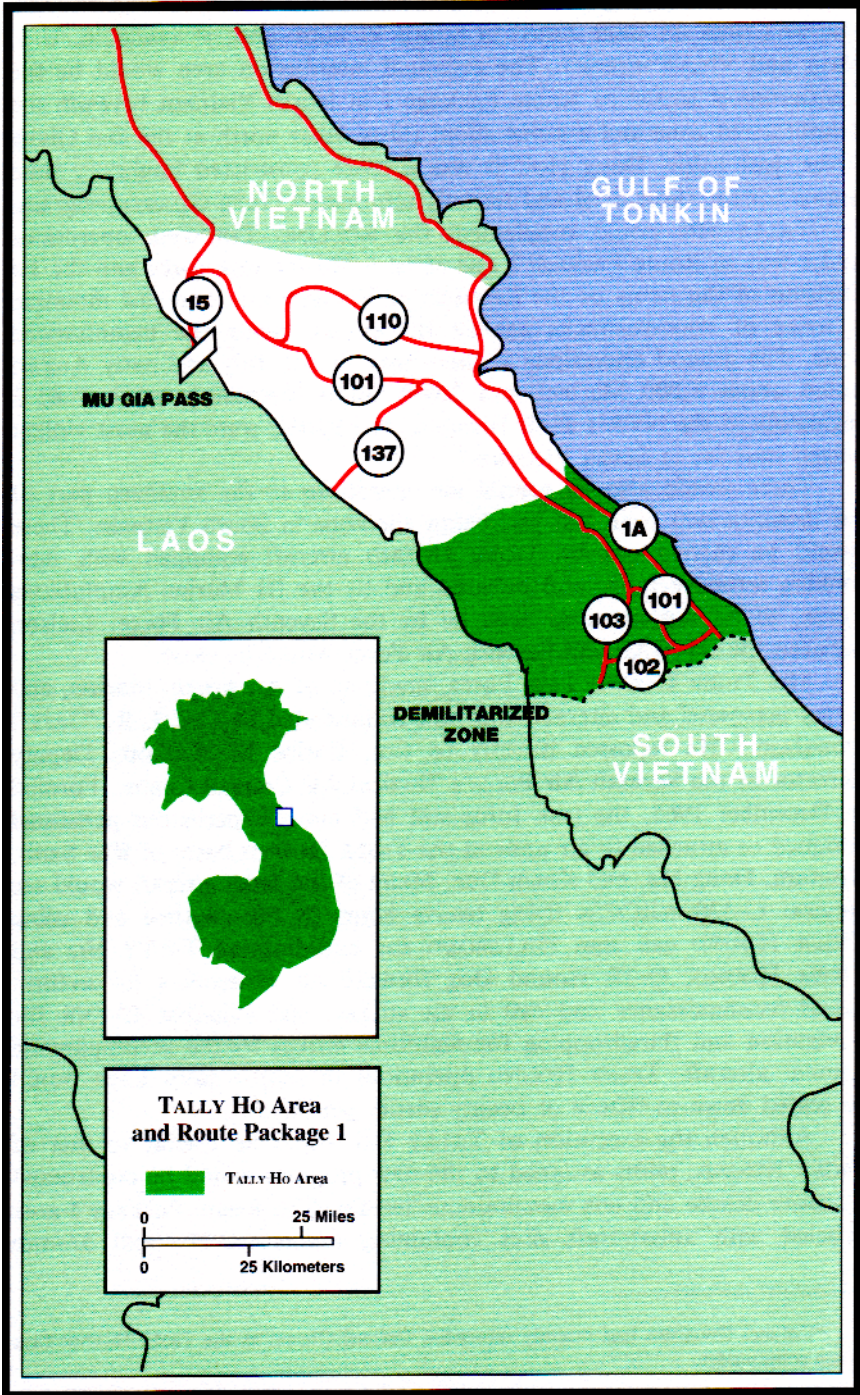 NORTH
VIETNAM
GULF OF
TONKIN
15
110
MU GIA PASS
101
137
LAOS
1A
101
103
102
DEMILITARIZED
ZONE
SOUTH
VIETNAM
TALLY HO Area
and Route Package 1
TALLY HO Area
0 25 Miles
0 25 Kilometers